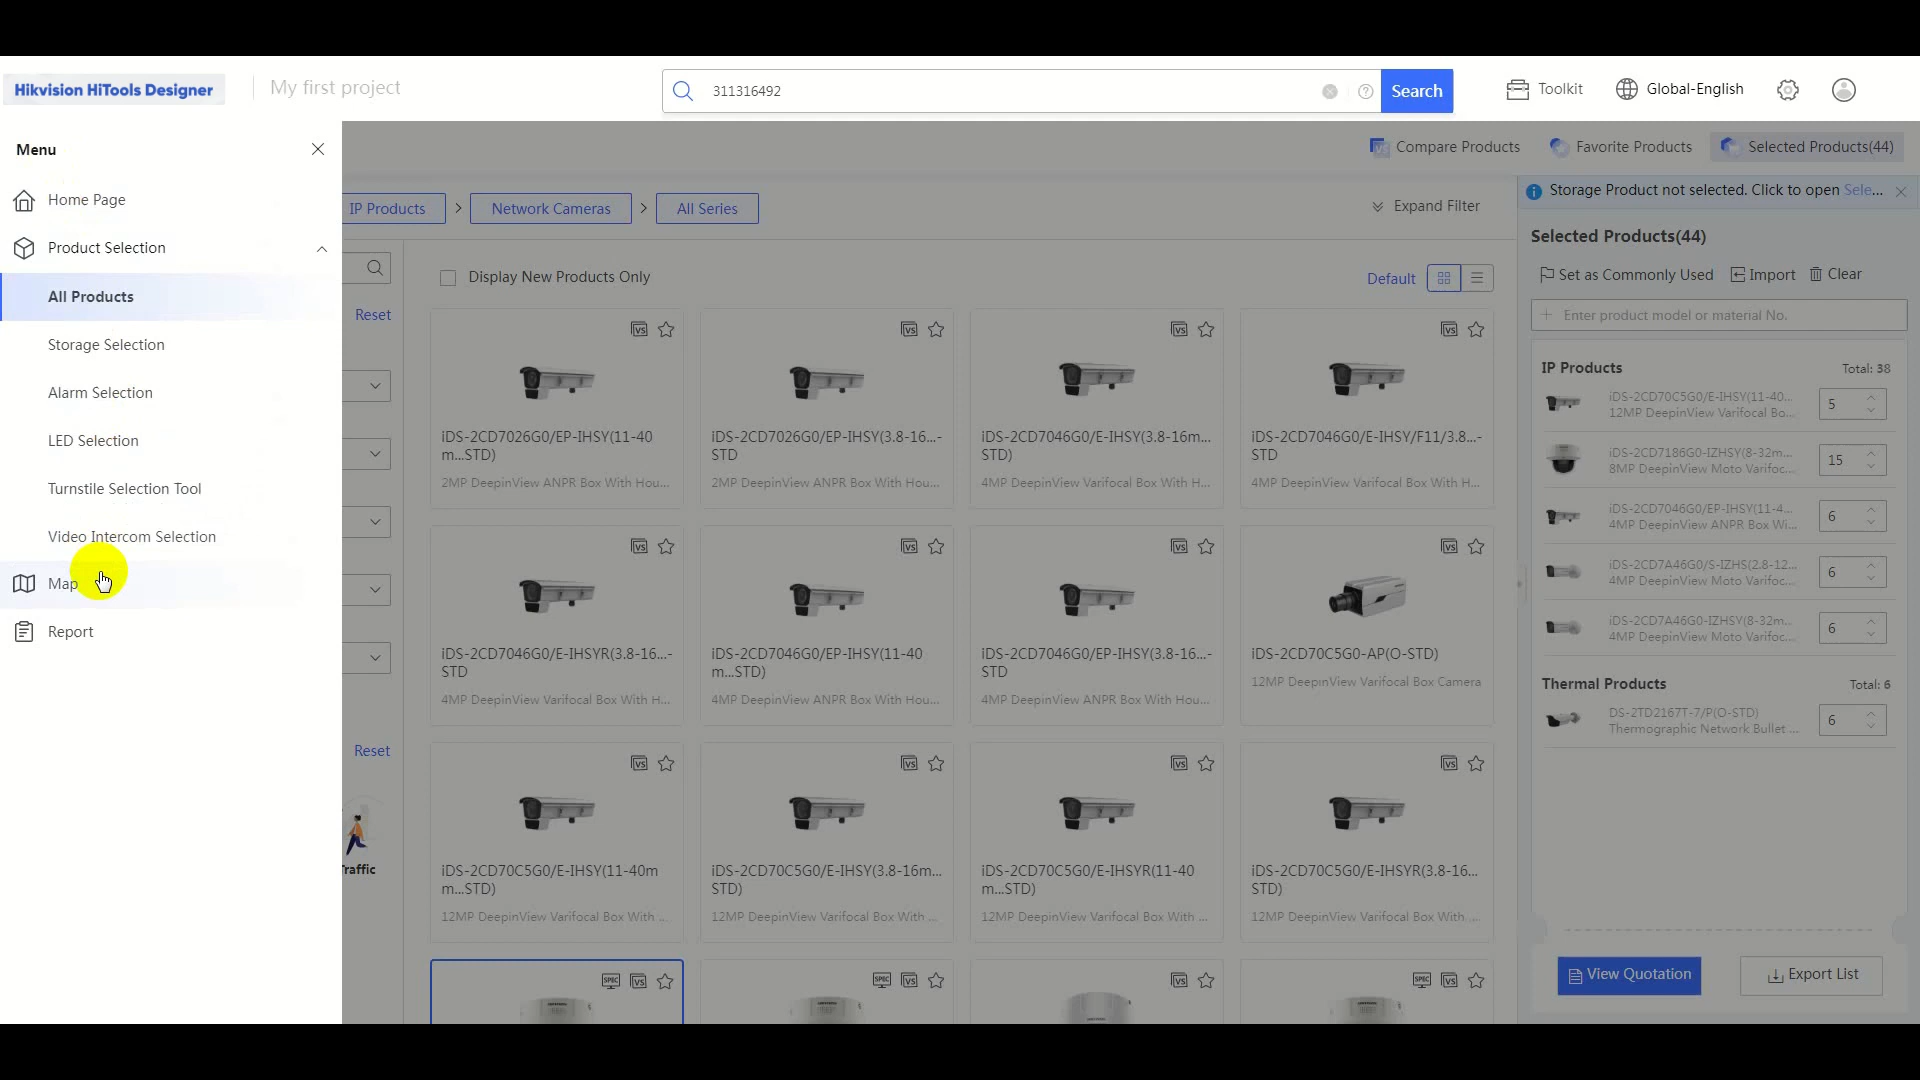 Hikvision HiTools Designer
My first project
311316492
Search
Toolkit
Global-English
Menu
Home Page
Product Selection
All Products
Storage Selection
Alarm Selection
LED Selection
Turnstile Selection Tool
Video Intercom Selection
Map
Report
Compare Products
Favorite Products
Selected Products(44)
IP Products
>
Network Cameras
>
All Series
Expand Filter
Reset
Display New Products Only
Default
iDS-2CD7026G0/EP-IHSY(11-40
m...STD)
2MP DeepinView ANPR Box With Hou...
iDS-2CD7026G0/EP-IHSY(3.8-16...-
STD
2MP DeepinView ANPR Box With Hou...
iDS-2CD7046G0/E-IHSY(3.8-16m...
STD)
4MP DeepinView Varifocal Box With H...
iDS-2CD7046G0/E-IHSY/F11/3.8...-
STD
4MP DeepinView Varifocal Box With H...
iDS-2CD7046G0/E-IHSYR(3.8-16...-
STD
4MP DeepinView Varifocal Box With Ho...
iDS-2CD7046G0/EP-IHSY(11-40
m...STD)
4MP DeepinView ANPR Box With Hou...
iDS-2CD7046G0/EP-IHSY(3.8-16...-
STD
4MP DeepinView ANPR Box With Hou...
iDS-2CD70C5G0-AP(O-STD)
12MP DeepinView Varifocal Box Camera
Reset
raffic
iDS-2CD70C5G0/E-IHSY(11-40m
m...STD)
12MP DeepinView Varifocal Box With ...
iDS-2CD70C5G0/E-IHSY(3.8-16m...
STD)
12MP DeepinView Varifocal Box With ...
iDS-2CD70C5G0/E-IHSYR(11-40
m...STD)
12MP DeepinView Varifocal Box With ...
iDS-2CD70C5G0/E-IHSYR(3.8-16...
STD)
12MP DeepinView Varifocal Box With ...
SPEC VS
SPEC VS
VS
SPEC VS
Storage Product not selected. Click to open Sele...
Selected Products(44)
Set as Commonly Used
Import
Clear
Enter product model or material No.
IP Products
Total: 38
iDS-2CD70C5G0/E-IHSY(11-40...
12MP DeepinView Varifocal Bo...
5
iDS-2CD7186G0-IZHSY(8-32m...
8MP DeepinView Moto Varifoc...
15
iDS-2CD7046G0/EP-IHSY(11-4...
4MP DeepinView ANPR Box Wi...
6
iDS-2CD7A46G0/S-IZHS(2.8-12...
4MP DeepinView Moto Varifoc...
6
iDS-2CD7A46G0-IZHSY(8-32m...
4MP DeepinView Moto Varifoc...
6
Thermal Products
Total: 6
DS-2TD2167T-7/P(O-STD)
Thermographic Network Bullet ...
6
View Quotation
Export List